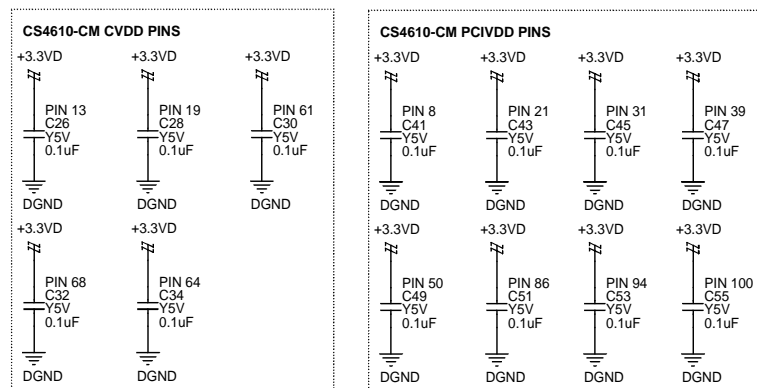 CS4610-CM CVDD PINS
+3.3VD
PIN 13
C26
Y5V
0.1uF
DGND
+3.3VD
PIN 19
C28
Y5V
0.1uF
DGND
+3.3VD
PIN 61
C30
Y5V
0.1uF
DGND
+3.3VD
PIN 68
C32
Y5V
0.1uF
DGND
+3.3VD
PIN 64
C34
Y5V
0.1uF
DGND
CS4610-CM PCIVDD PINS
+3.3VD
PIN 8
C41
Y5V
0.1uF
DGND
+3.3VD
PIN 21
C43
Y5V
0.1uF
DGND
+3.3VD
PIN 31
C45
Y5V
0.1uF
DGND
+3.3VD
PIN 39
C47
Y5V
0.1uF
DGND
+3.3VD
PIN 50
C49
Y5V
0.1uF
DGND
+3.3VD
PIN 86
C51
Y5V
0.1uF
DGND
+3.3VD
PIN 94
C53
Y5V
0.1uF
DGND
+3.3VD
PIN 100
C55
Y5V
0.1uF
DGND